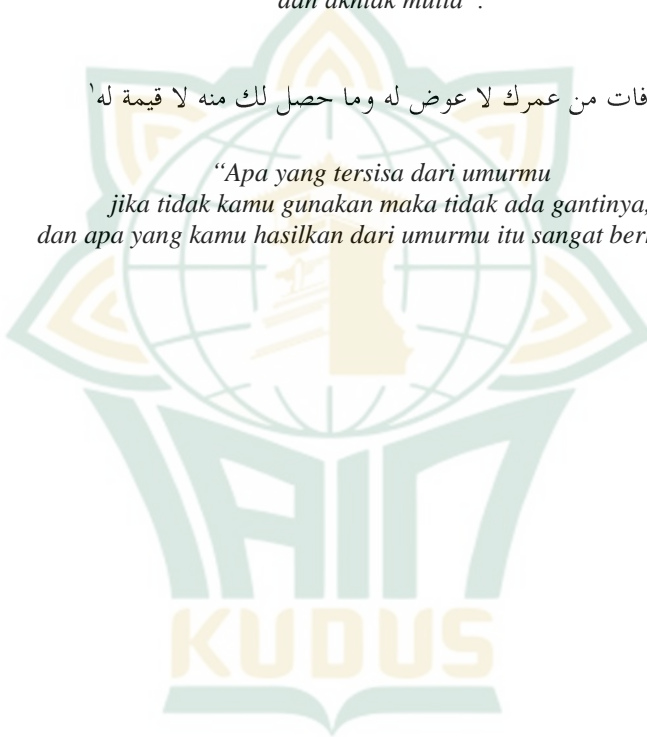 dan akhlak mulia".
فات من عمرك لا عوض له وما حصل لك منه لا قيمة له١
“Apa yang tersisa dari umurmu
jika tidak kamu gunakan maka tidak ada gantinya,
dan apa yang kamu hasilkan dari umurmu itu sangat
IAIN
KUDUS